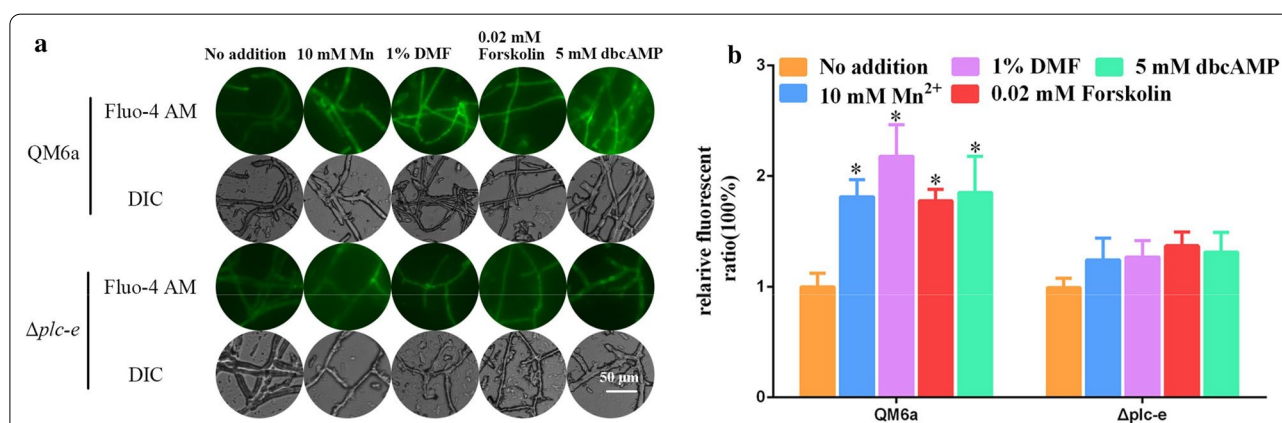 a
No addition 10 mM Mn 1% DMF 0.02 mM Forskolin 5 mM dbcAMP
QM6a
Fluo-4 AM
DIC
Δplc-e
Fluo-4 AM
DIC
50 μm
b
relarive fluorescent
ratio(100%)
3
2
1
0
No addition
1% DMF
5 mM dbcAMP
10 mM Mn²⁺
0.02 mM Forskolin
* * * *
QM6a Δplc-e